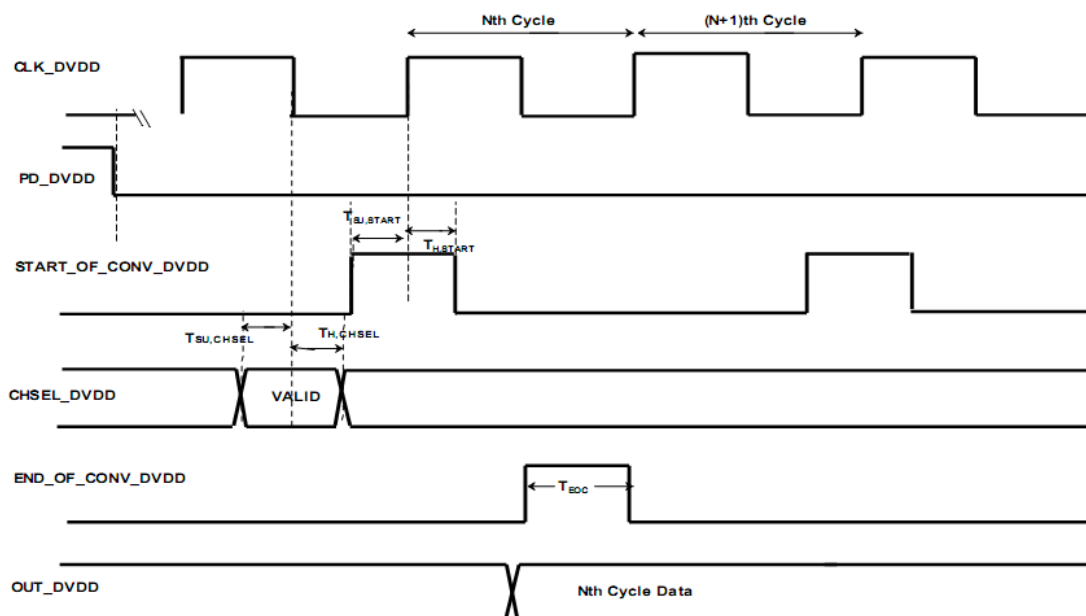 Nth Cycle
(N+1)th Cycle
CLK_DVDD
PD_DVDD
TSU,START
TH,START
START_OF_CONV_DVDD
TSU,CHSEL
TH,CHSEL
CHSEL_DVDD
VALID
END_OF_CONV_DVDD
TEOC
OUT_DVDD
Nth Cycle Data